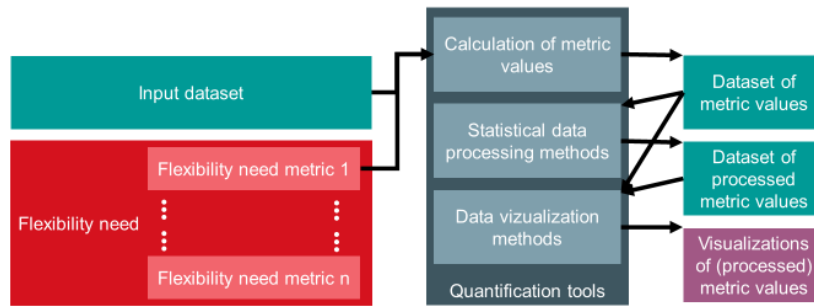 Input dataset
Flexibility need
Flexibility need metric 1
Flexibility need metric n
Calculation of metric
values
Statistical data
processing methods
Data vizualization
methods
Quantification tools
Dataset of
metric values
Dataset of
processed
metric values
Visualizations
of (processed)
metric values